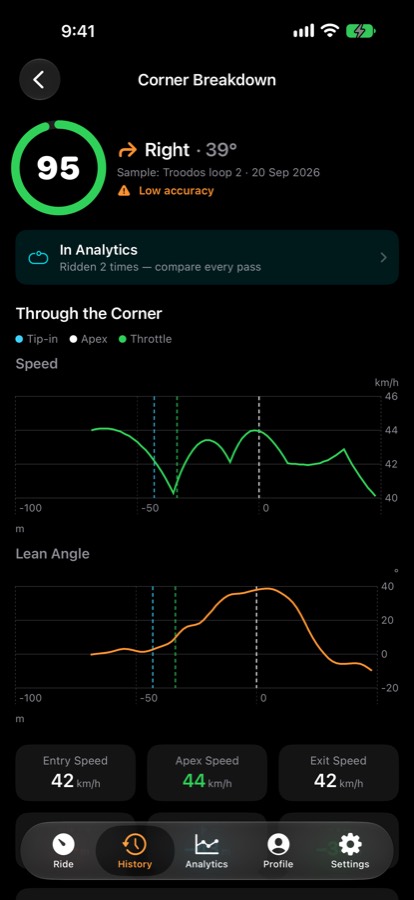 9:41
Corner Breakdown
95
Right · 39°
Sample: Troodos loop 2 · 20 Sep 2026
Low accuracy
In Analytics
Ridden 2 times — compare every pass
Through the Corner
Tip-in Apex Throttle
Speed
km/h
46
44
42
40
-100 -50 0
m
Lean Angle
°
40
20
0
-20
-100 -50 0
m
Entry Speed Apex Speed Exit Speed
42 km/h 44 km/h 42 km/h
Ride History Analytics Profile Settings